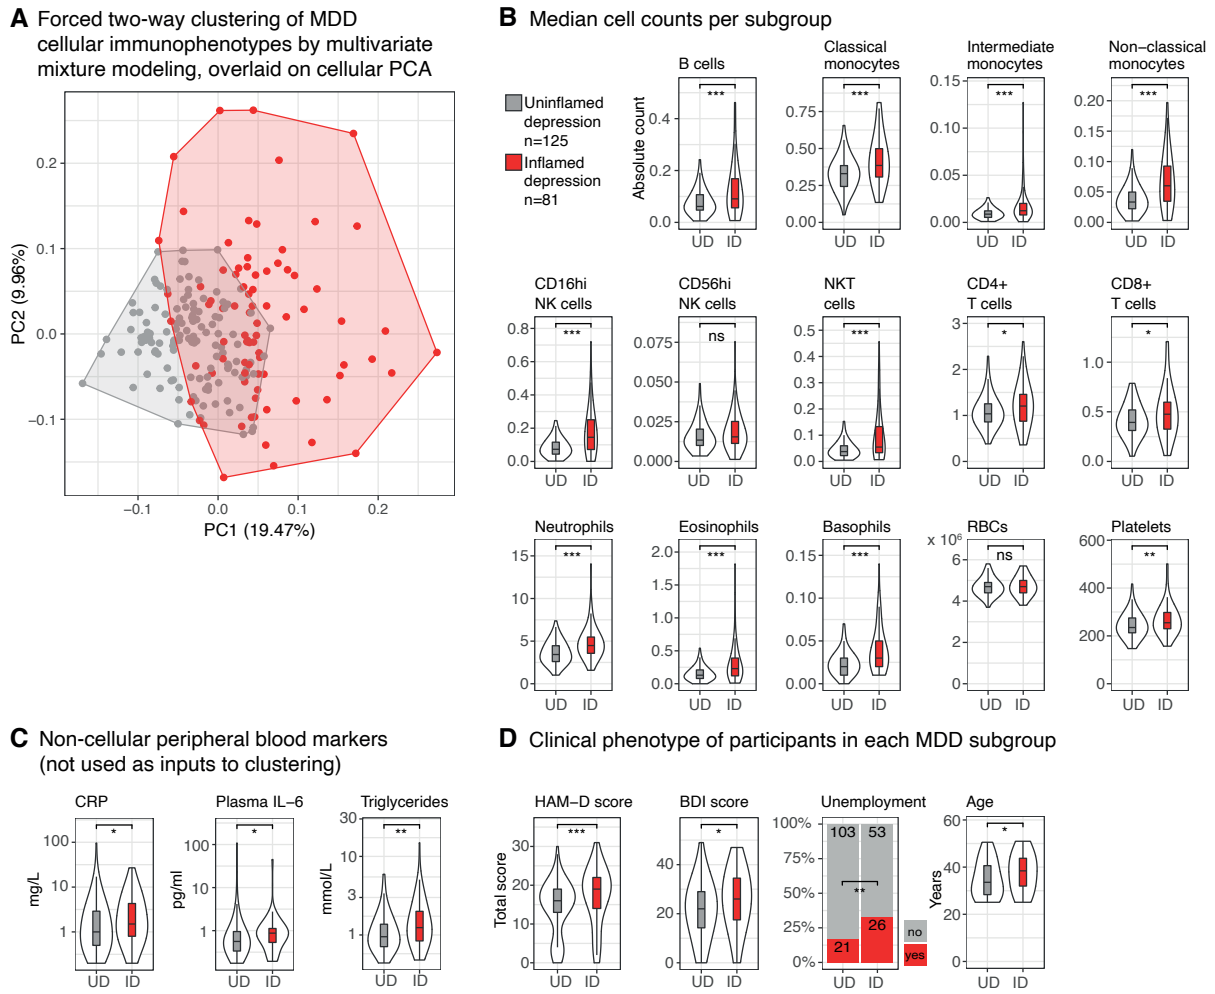 A Forced two-way clustering of MDD
cellular immunophenotypes by multivariate
mixture modeling, overlaid on cellular PCA
PC2 (9.96%)
0.2
0.1
0.0
−0.1
−0.1 0.0 0.1 0.2
PC1 (19.47%)
B Median cell counts per subgroup
Uninflamed
depression
n=125
Inflamed
depression
n=81
Absolute count
B cells
***
0.4
0.2
0.0
UD ID
Classical
monocytes
***
0.75
0.50
0.25
0.00
UD ID
Intermediate
monocytes
***
0.15
0.10
0.05
0.00
UD ID
Non−classical
monocytes
***
0.20
0.15
0.10
0.05
0.00
UD ID
CD16hi
NK cells
***
0.8
0.6
0.4
0.2
0.0
UD ID
CD56hi
NK cells
ns
0.075
0.050
0.025
0.000
UD ID
NKT
cells
***
0.5
0.4
0.3
0.2
0.1
0.0
UD ID
CD4+
T cells
*
3
2
1
0
UD ID
CD8+
T cells
*
1.0
0.5
0.0
UD ID
Neutrophils
***
15
10
5
0
UD ID
Eosinophils
***
2.0
1.5
1.0
0.5
0.0
UD ID
Basophils
***
0.15
0.10
0.05
0.00
UD ID
RBCs
x 10⁶
ns
6
4
2
0
UD ID
Platelets
**
600
400
200
0
UD ID
C Non-cellular peripheral blood markers
(not used as inputs to clustering)
CRP
*
mg/L
100
10
1
UD ID
Plasma IL−6
*
pg/ml
100
10
1
UD ID
Triglycerides
**
mmol/L
30
10
3
1
UD ID
D Clinical phenotype of participants in each MDD subgroup
HAM−D score
***
Total score
30
20
10
0
UD ID
BDI score
*
40
20
0
UD ID
Unemployment
100%
75%
50%
25%
0%
103 53
**
21 26
UD ID
no
yes
Age
*
Years
60
40
20
0
UD ID